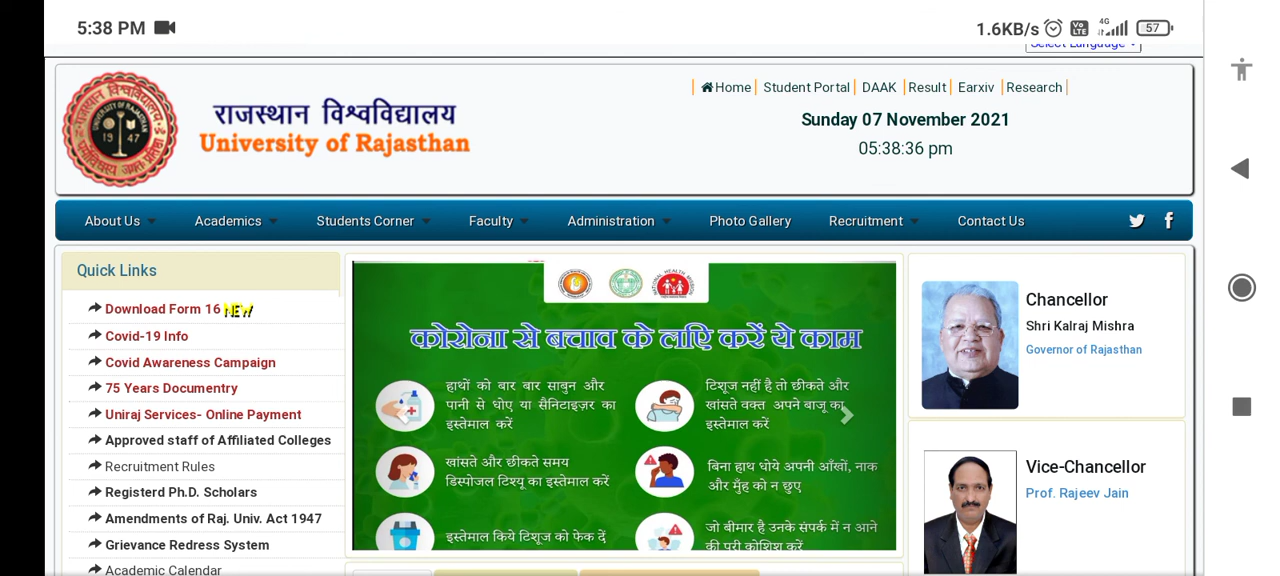 5:38 PM
1.6KB/s
4G
57
Select Language
राजस्थान विश्वविद्यालय
University of Rajasthan
1947
Home | Student Portal | DAAK | Result | Earxiv | Research |
Sunday 07 November 2021
05:38:36 pm
About Us
Academics
Students Corner
Faculty
Administration
Photo Gallery
Recruitment
Contact Us
Quick Links
Download Form 16 NEW
Covid-19 Info
Covid Awareness Campaign
75 Years Documentry
Uniraj Services- Online Payment
Approved staff of Affiliated Colleges
Recruitment Rules
Registerd Ph.D. Scholars
Amendments of Raj. Univ. Act 1947
Grievance Redress System
Academic Calendar
कोरोना से बचाव के लिए करें ये काम
हाथों को बार बार साबुन और
पानी से धोए या सैनिटाइज़र का
इस्तेमाल करें
टिशूज नहीं है तो छीकते और
खांसते वक्त अपने बाजू का
इस्तेमाल करें
खांसते और छीकते समय
डिस्पोजल टिश्यू का इस्तेमाल करें
बिना हाथ धोये अपनी आँखों, नाक
और मुँह को न छुए
इस्तेमाल किये टिशूज को फेक दें
जो बीमार है उनके संपर्क में न आने
की पूरी कोशिश करें
Chancellor
Shri Kalraj Mishra
Governor of Rajasthan
Vice-Chancellor
Prof. Rajeev Jain